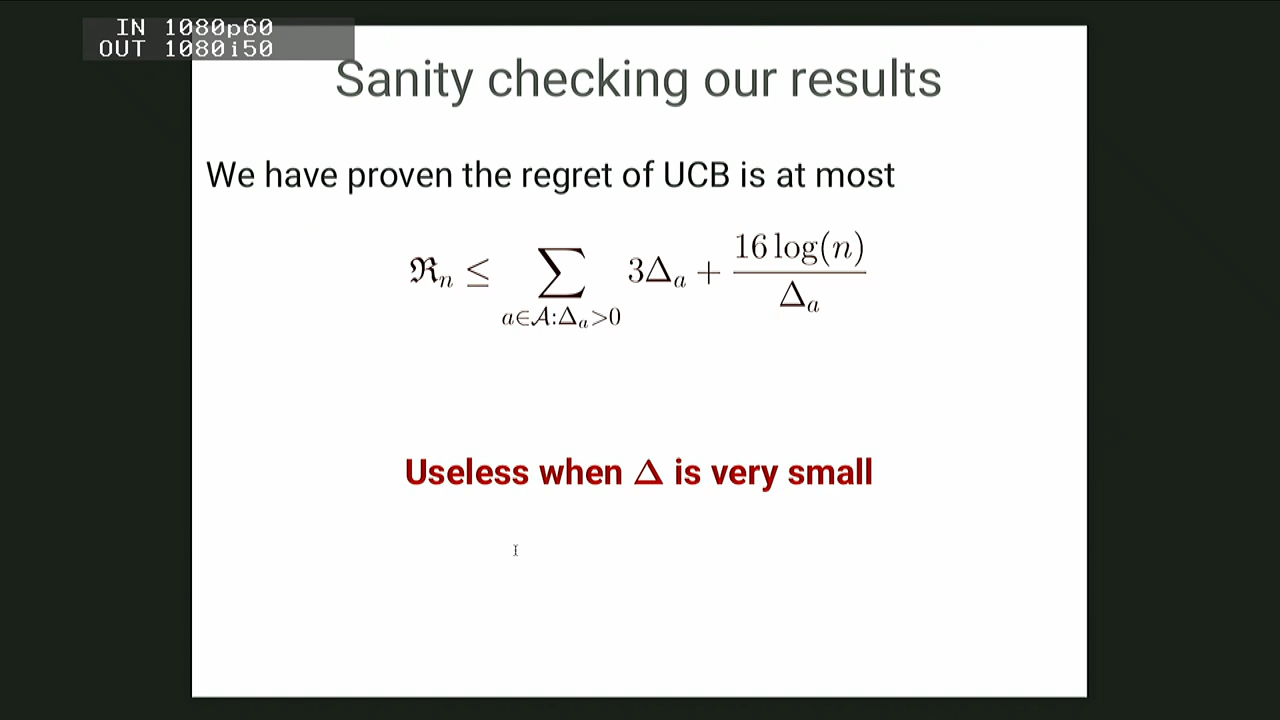 IN 1080p60
OUT 1080i50
Sanity checking our results
We have proven the regret of UCB is at most
ℜₙ ≤ ∑_{a∈𝒜:Δₐ>0} 3Δₐ + 16 log(n) / Δₐ
Useless when Δ is very small